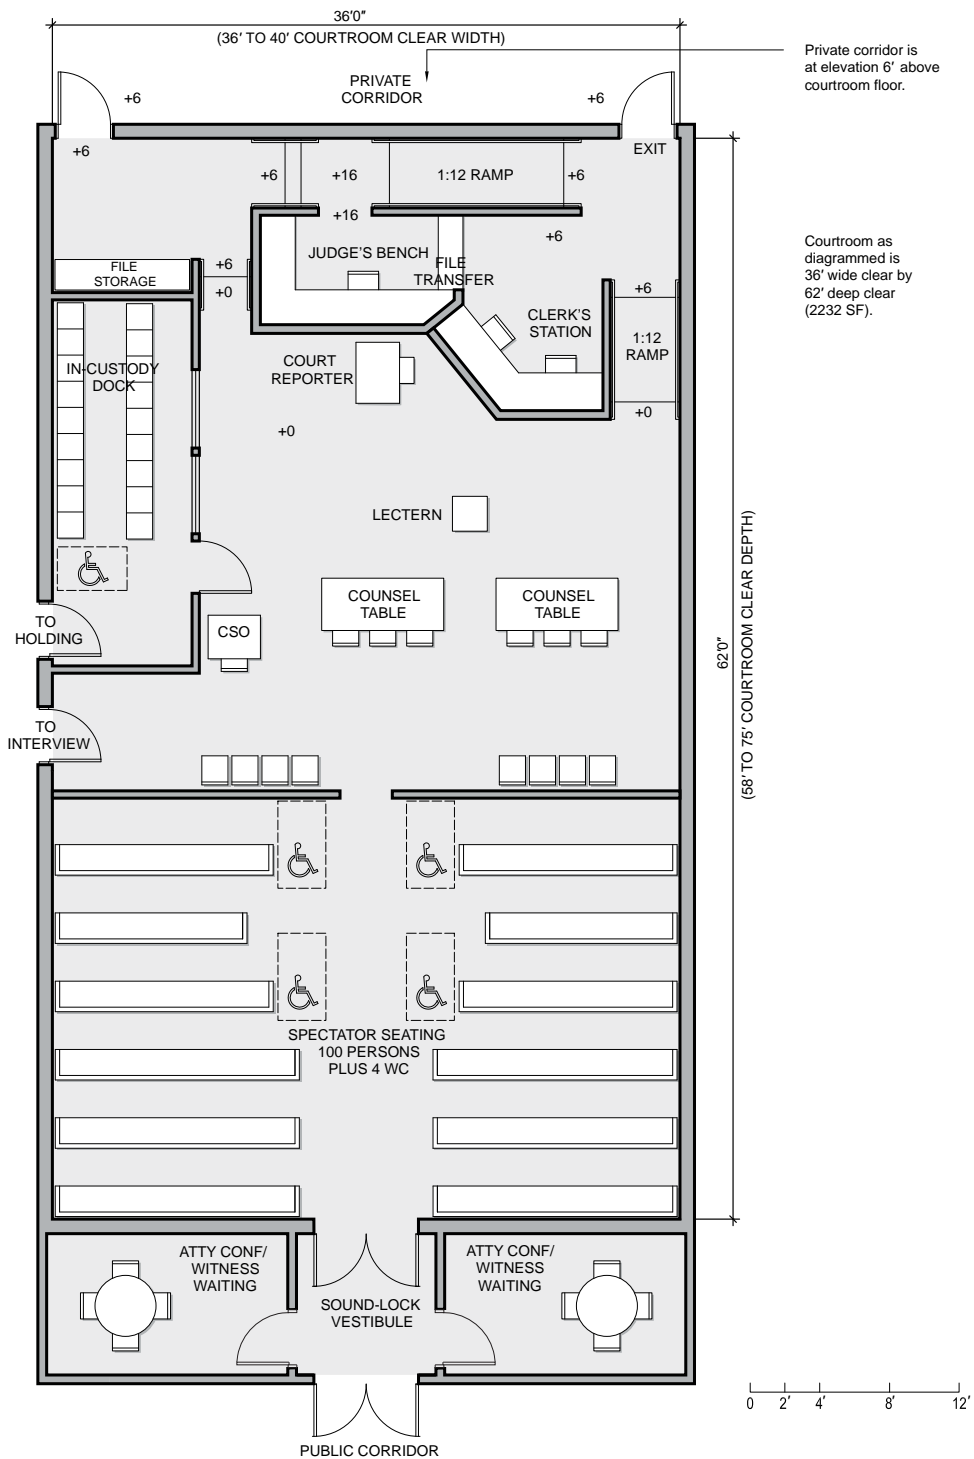 36′0″
(36′ TO 40′ COURTROOM CLEAR WIDTH)
Private corridor is
at elevation 6′ above
courtroom floor.
PRIVATE
CORRIDOR
+6
+6
+6
EXIT
+6
+16
1:12 RAMP
+6
+16
+6
JUDGE'S BENCH
FILE
TRANSFER
Courtroom as
diagrammed is
36′ wide clear by
62′ deep clear
(2232 SF).
FILE
STORAGE
+6
+0
+6
CLERK'S
STATION
1:12
RAMP
+0
COURT
REPORTER
IN-CUSTODY
DOCK
+0
LECTERN
COUNSEL
TABLE
COUNSEL
TABLE
CSO
TO
HOLDING
62′0″
(58′ TO 75′ COURTROOM CLEAR DEPTH)
TO
INTERVIEW
SPECTATOR SEATING
100 PERSONS
PLUS 4 WC
ATTY CONF/
WITNESS
WAITING
ATTY CONF/
WITNESS
WAITING
SOUND-LOCK
VESTIBULE
PUBLIC CORRIDOR
0 2′ 4′ 8′ 12′